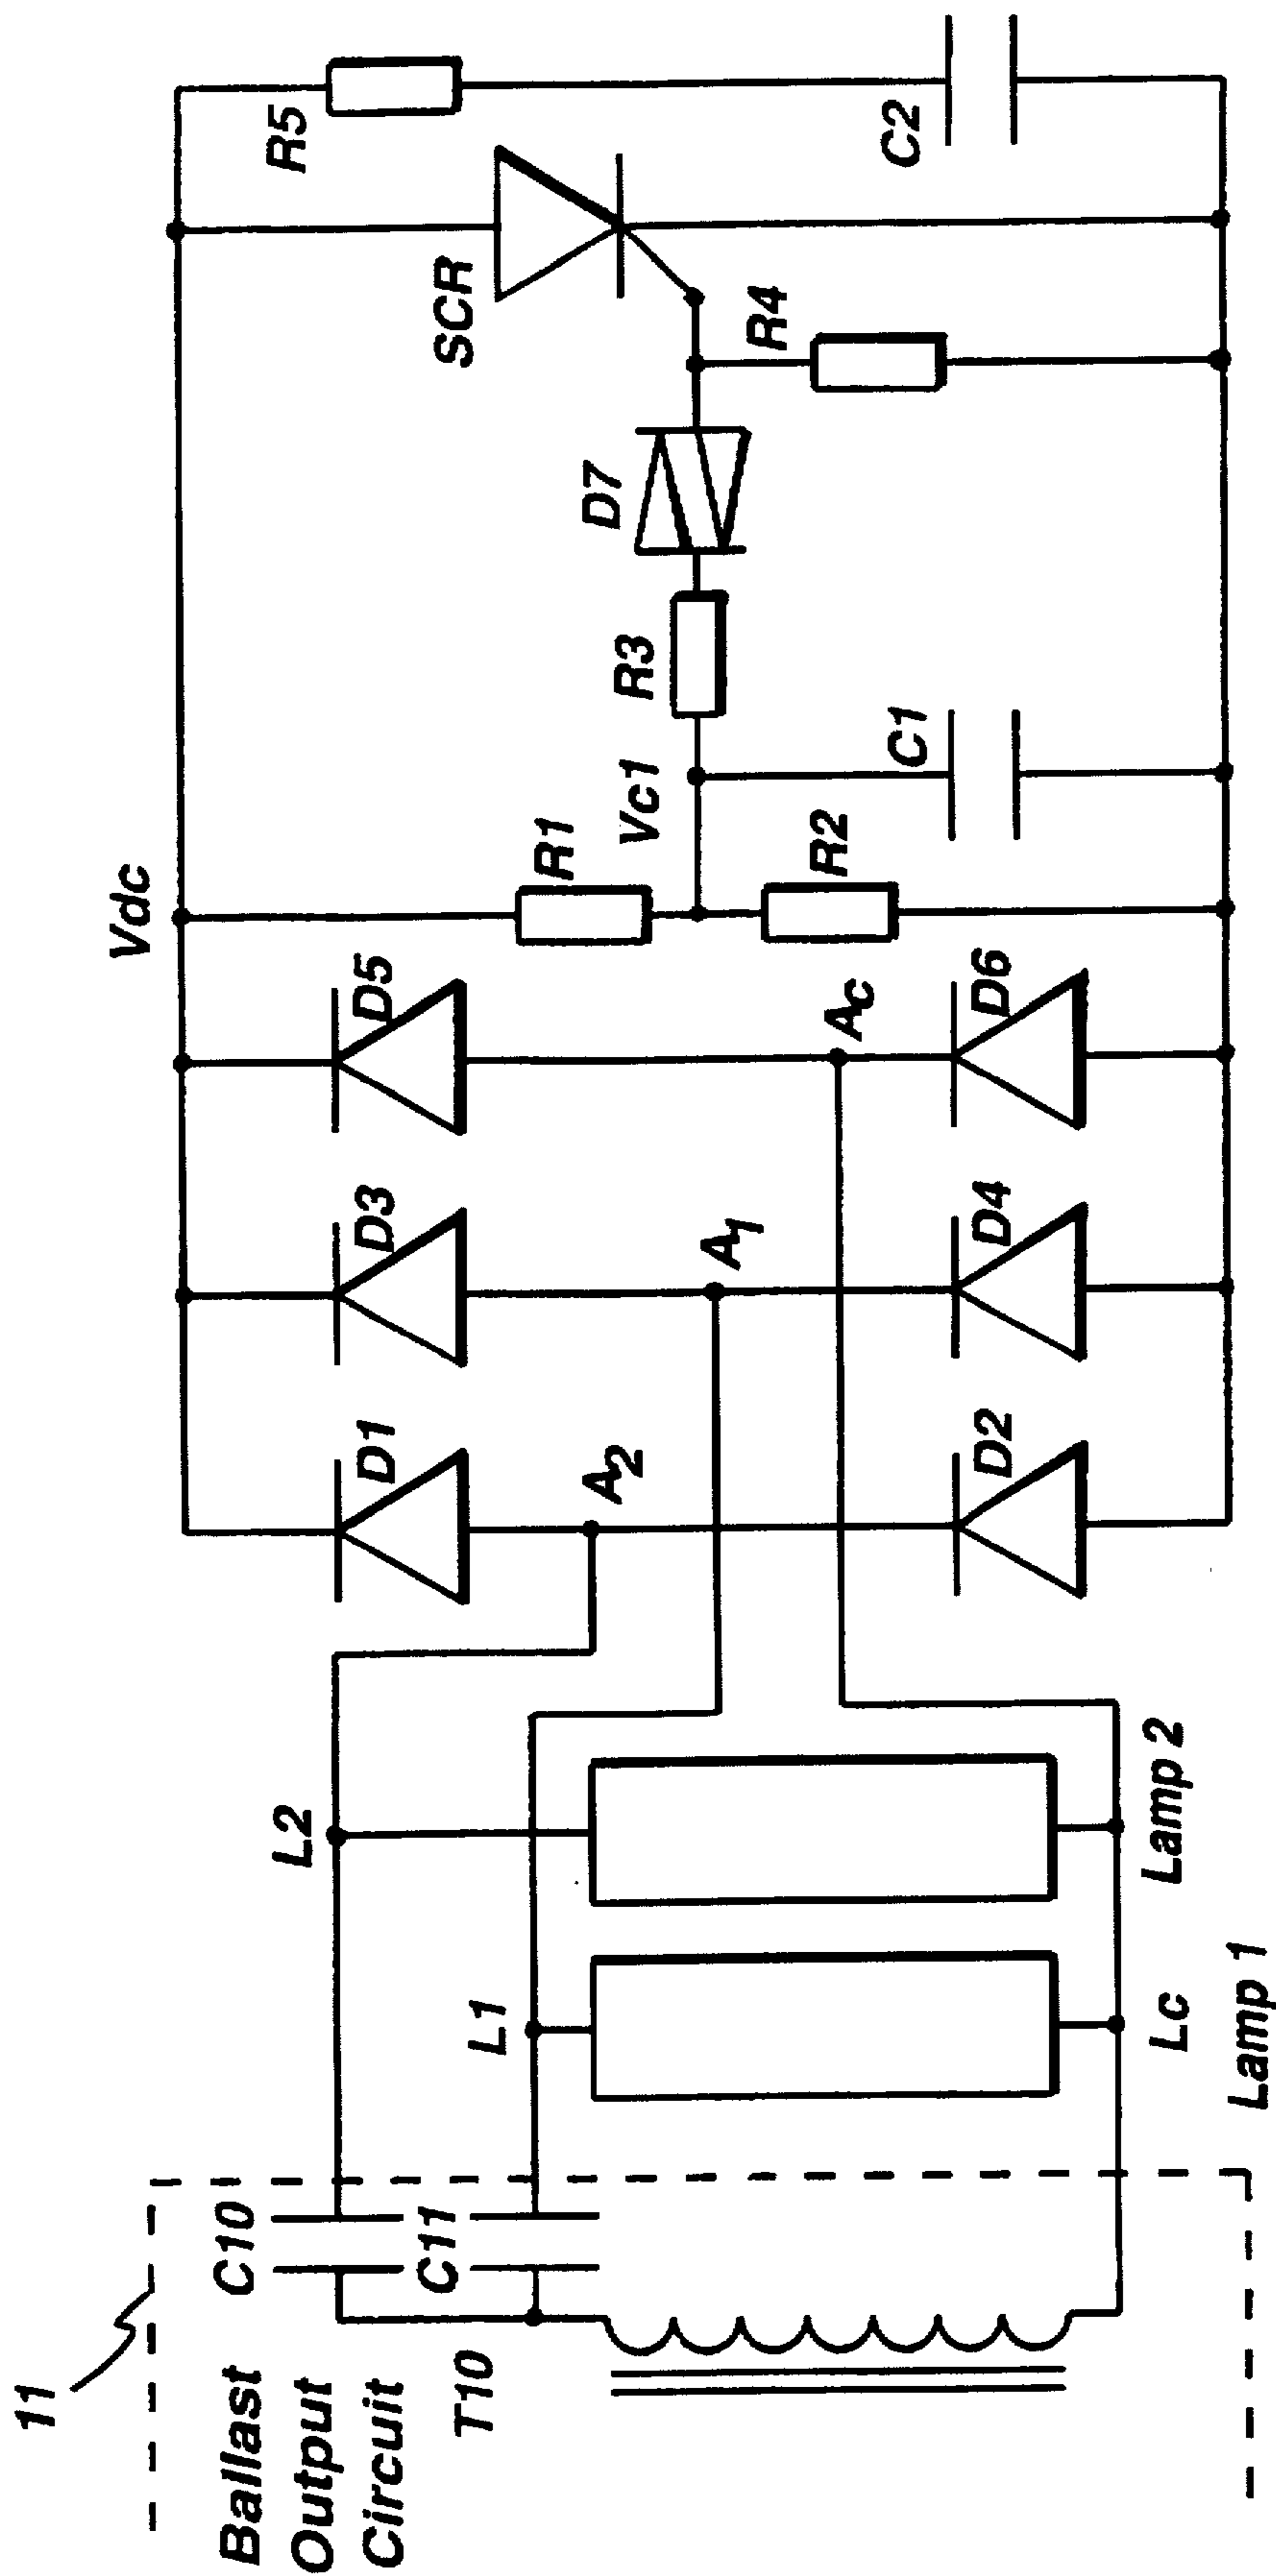 11
Ballast
Output
Circuit
C10
C11
T10
L2
L1
Lc
Lamp 1
Lamp 2
A2
A1
Ac
D1
D3
D5
D2
D4
D6
Vdc
R1
R2
Vc1
C1
R3
D7
R4
SCR
R5
C2